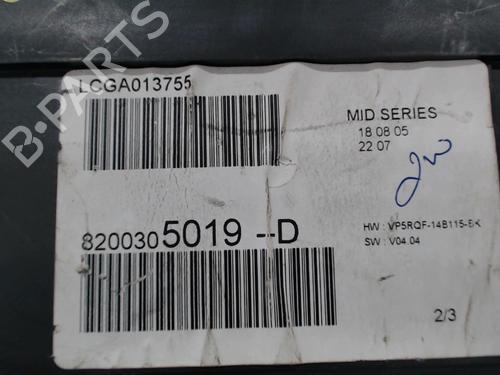 B-PARTS
LCGA013755
MID SERIES
18 08 05
22 07
8200305019--D
HW : VP5RQF-14B115-BK
SW : V04.04
2/3